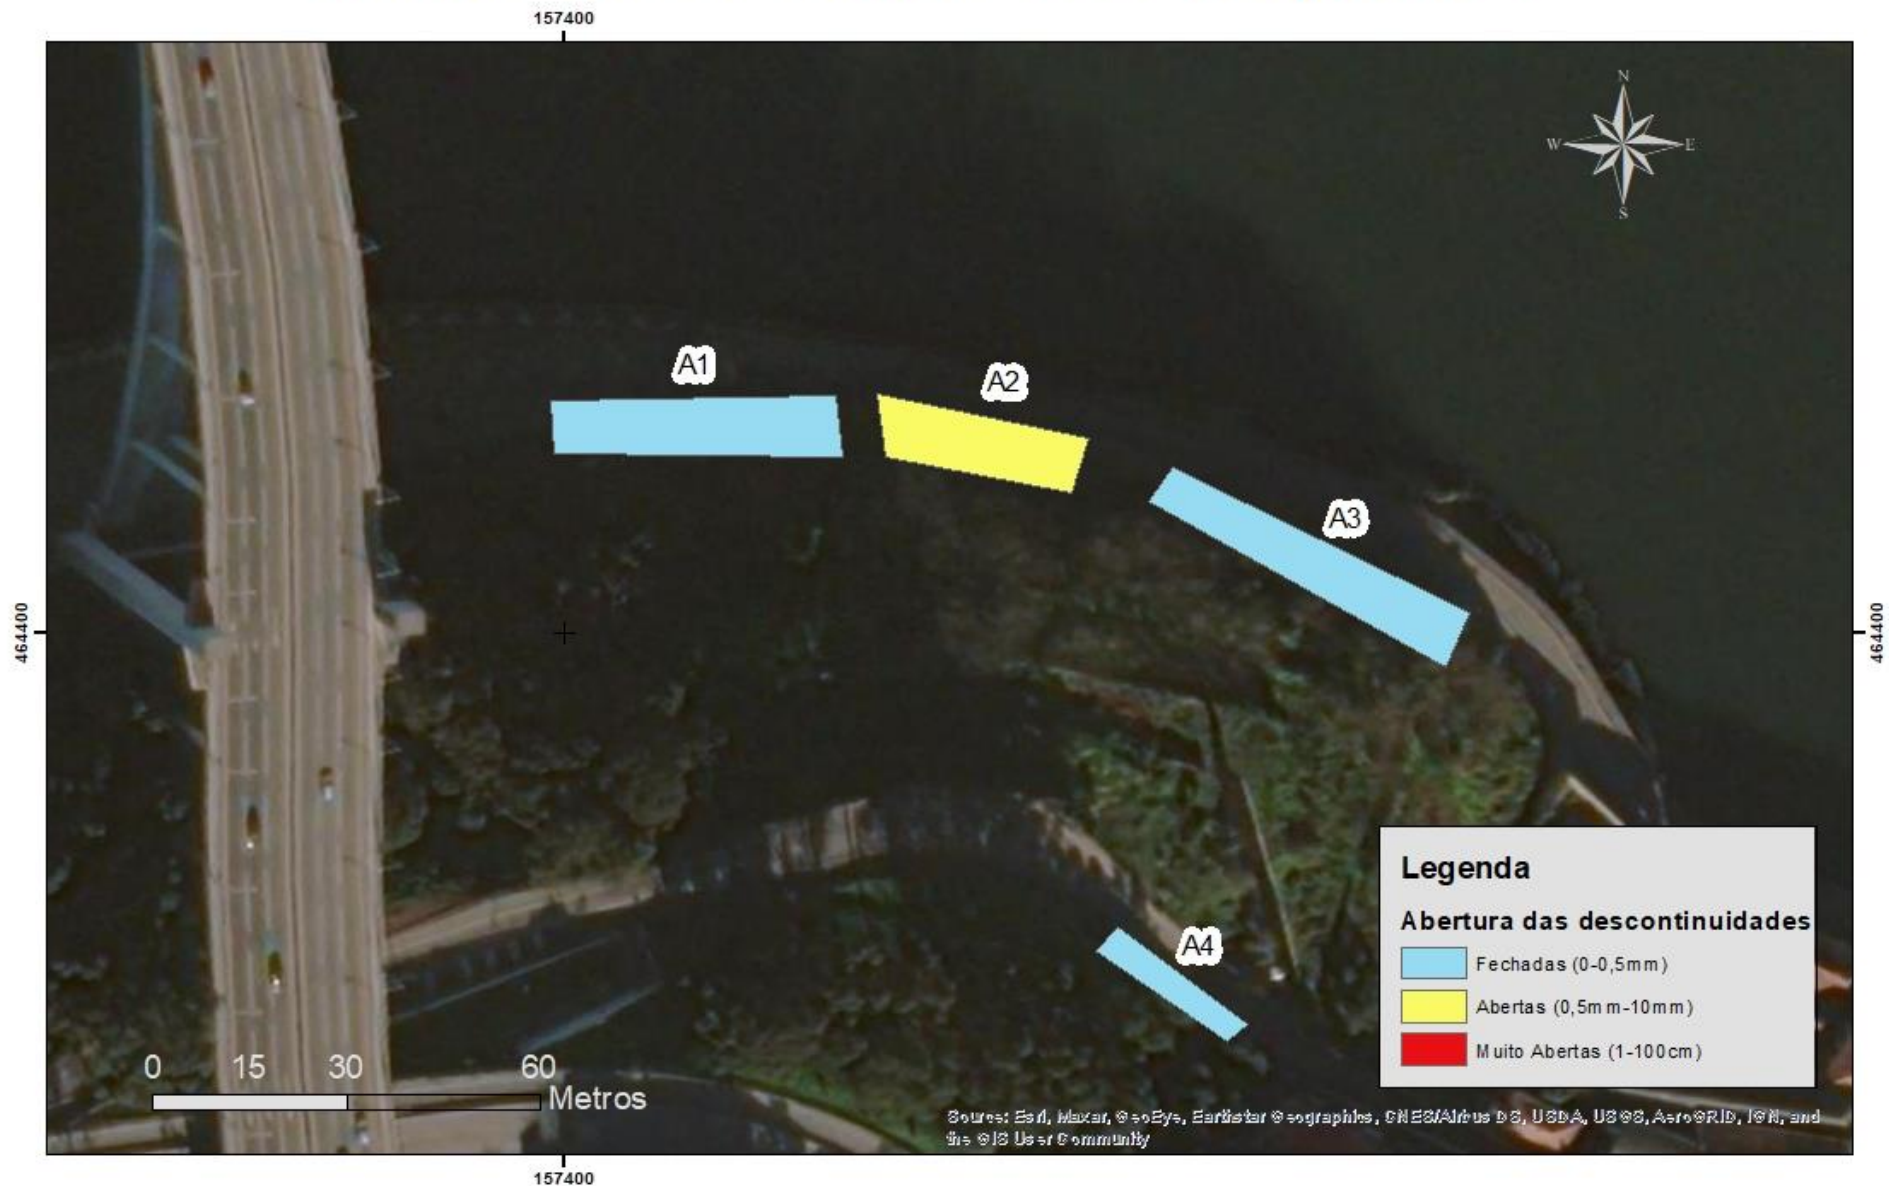 157400
N
W E
S
A1
A2
A3
464400
464400
A4
Legenda
Abertura das descontinuidades
Fechadas (0-0,5mm)
Abertas (0,5mm-10mm)
Muito Abertas (1-100cm)
0 15 30 60
Metros
Source: Esri, Maxar, GeoEye, Earthstar Geographics, CNES/Airbus DS, USDA, USGS, AeroGRID, IGN, and
the GIS User Community
157400